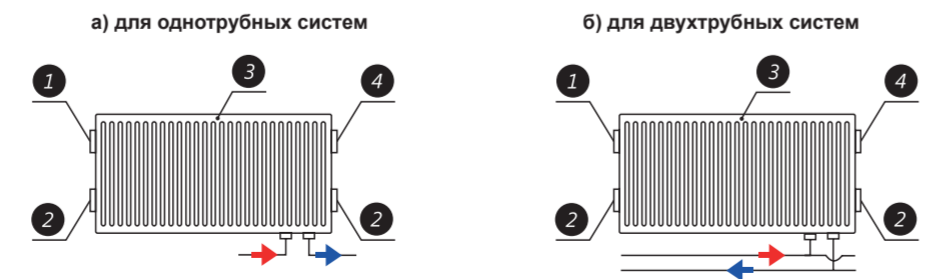 а) для однотрубных систем
б) для двухтрубных систем
1 3 4
1 3 4
2 2
2 2